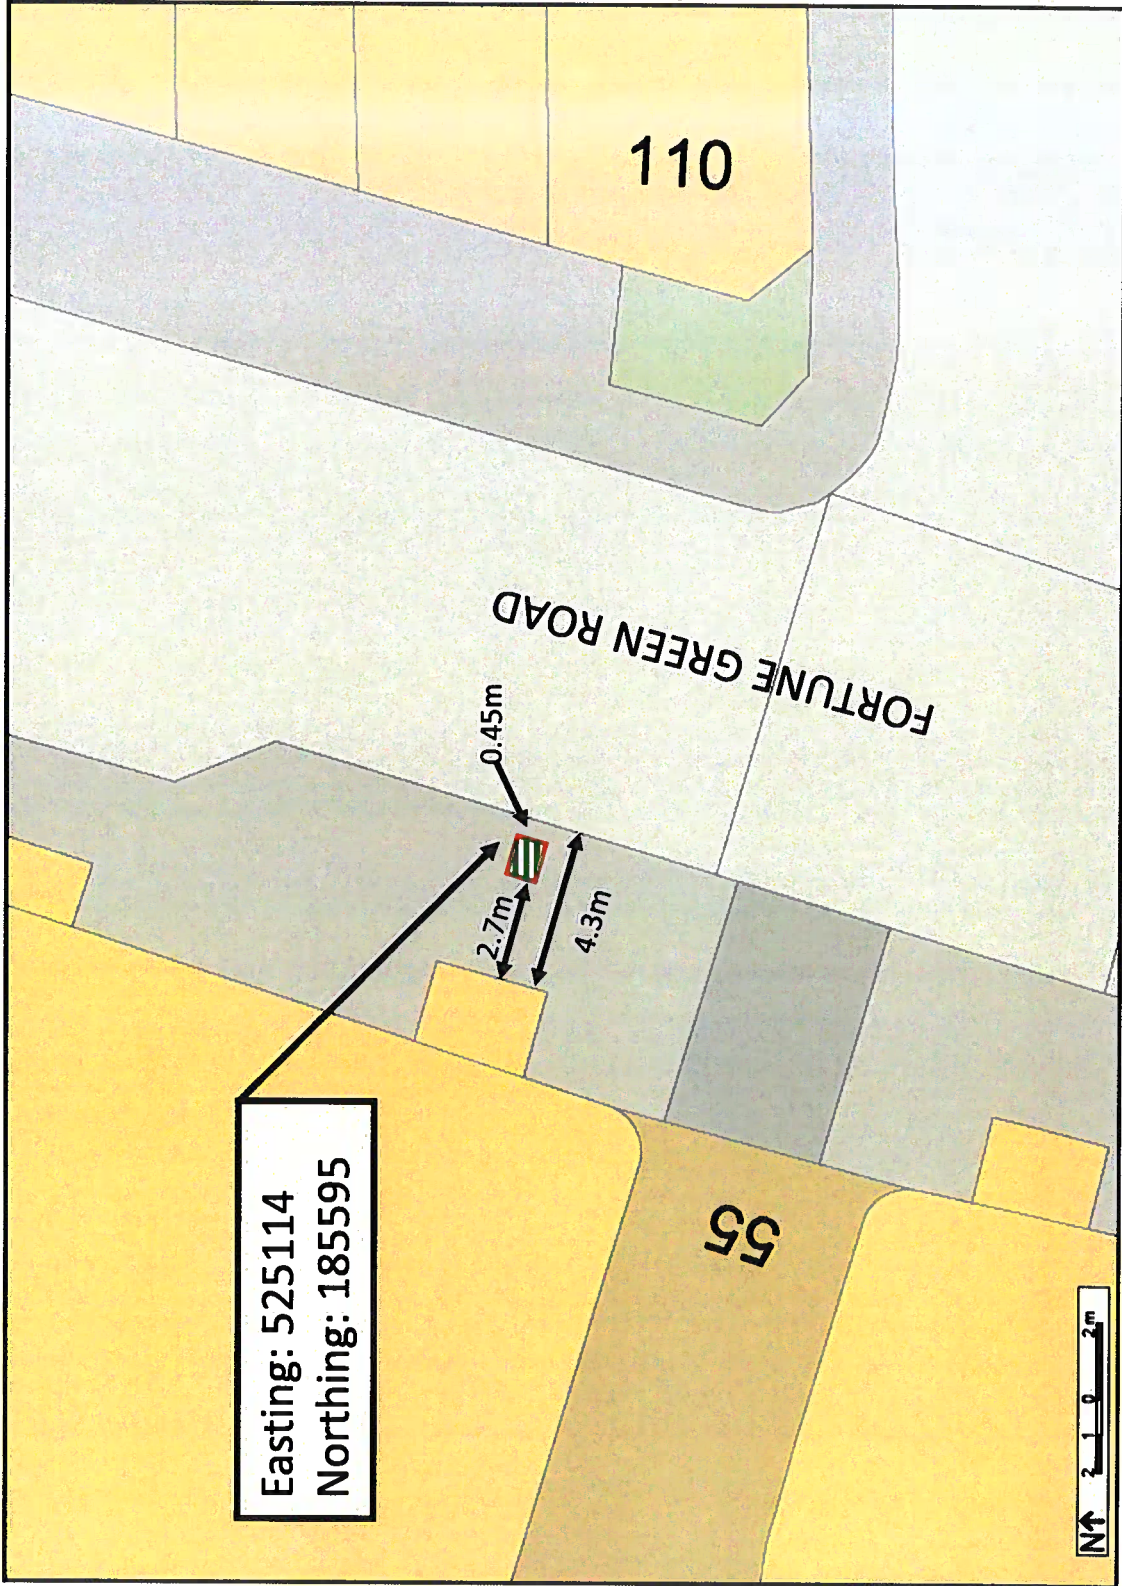 110
FORTUNE GREEN ROAD
0.45m
2.7m
4.3m
Easting: 525114
Northing: 185595
55
N
2 1 0 2m